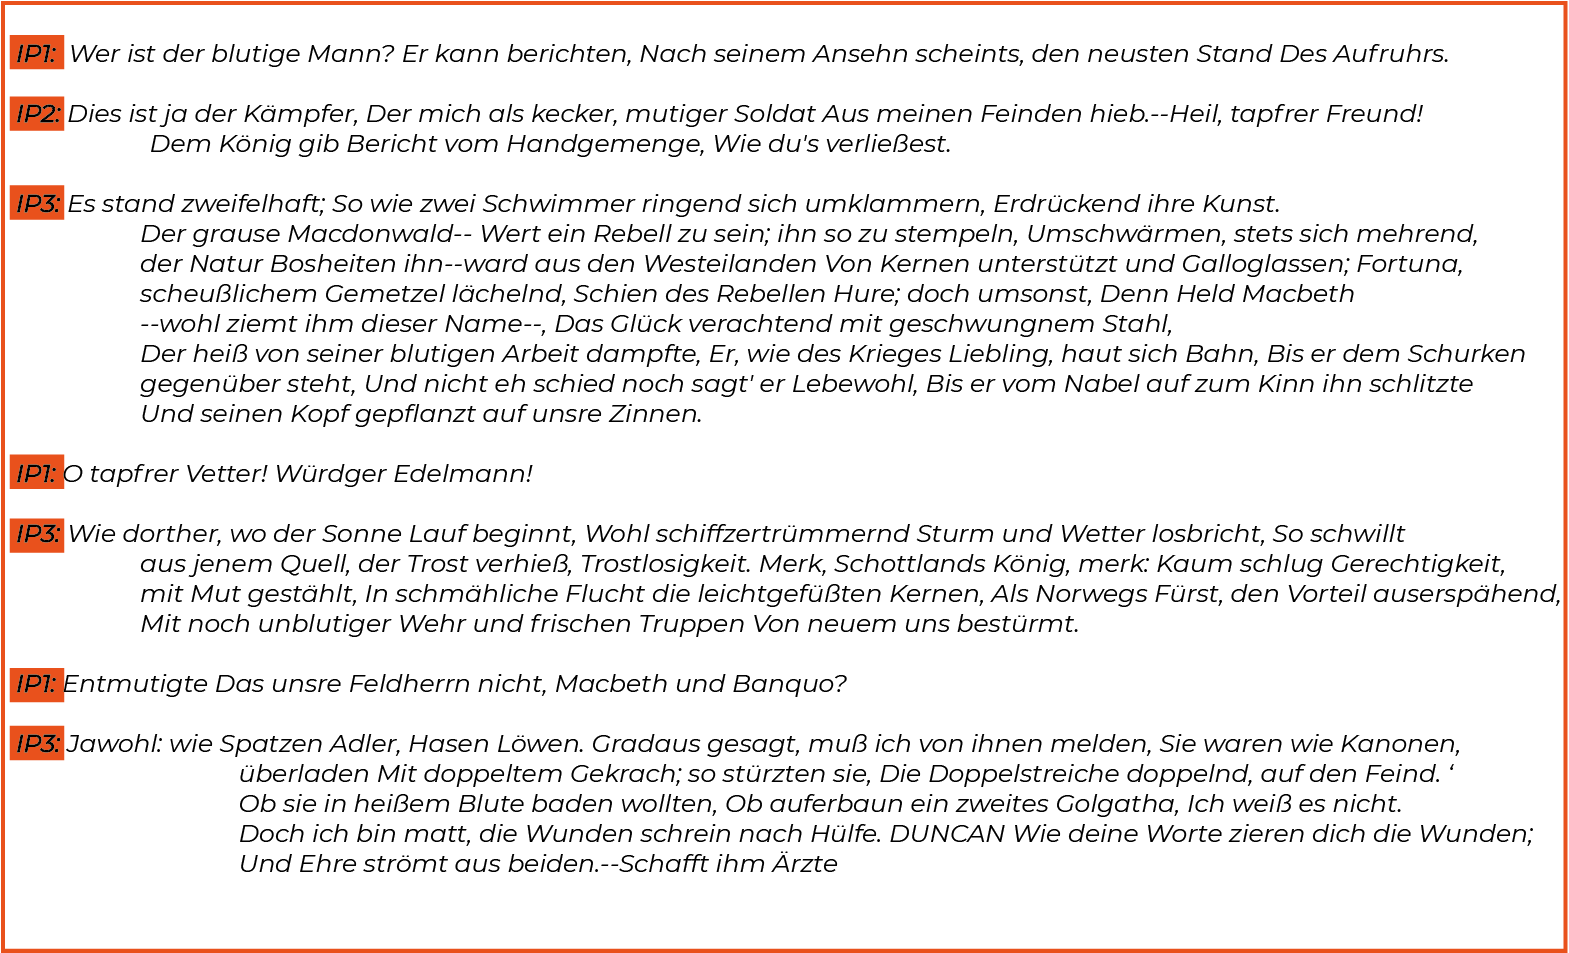 IP1: Wer ist der blutige Mann? Er kann berichten, Nach seinem Ansehn scheints, den neusten Stand Des Aufruhrs.
IP2: Dies ist ja der Kämpfer, Der mich als kecker, mutiger Soldat Aus meinen Feinden hieb.--Heil, tapfrer Freund!
Dem König gib Bericht vom Handgemenge, Wie du's verließest.
IP3: Es stand zweifelhaft; So wie zwei Schwimmer ringend sich umklammern, Erdrückend ihre Kunst.
Der grause Macdonwald-- Wert ein Rebell zu sein; ihn so zu stempeln, Umschwärmen, stets sich mehrend,
der Natur Bosheiten ihn--ward aus den Westeilanden Von Kernen unterstützt und Galloglassen; Fortuna,
scheußlichem Gemetzel lächelnd, Schien des Rebellen Hure; doch umsonst, Denn Held Macbeth
--wohl ziemt ihm dieser Name--, Das Glück verachtend mit geschwungnem Stahl,
Der heiß von seiner blutigen Arbeit dampfte, Er, wie des Krieges Liebling, haut sich Bahn, Bis er dem Schurken
gegenüber steht, Und nicht eh schied noch sagt' er Lebewohl, Bis er vom Nabel auf zum Kinn ihn schlitzte
Und seinen Kopf gepflanzt auf unsre Zinnen.
IP1: O tapfrer Vetter! Würdger Edelmann!
IP3: Wie dorther, wo der Sonne Lauf beginnt, Wohl schiffzertrümmernd Sturm und Wetter losbricht, So schwillt
aus jenem Quell, der Trost verhieß, Trostlosigkeit. Merk, Schottlands König, merk: Kaum schlug Gerechtigkeit,
mit Mut gestählt, In schmähliche Flucht die leichtgefüßten Kernen, Als Norwegs Fürst, den Vorteil auserspähend,
Mit noch unblutiger Wehr und frischen Truppen Von neuem uns bestürmt.
IP1: Entmutigte Das unsre Feldherrn nicht, Macbeth und Banquo?
IP3: Jawohl: wie Spatzen Adler, Hasen Löwen. Gradaus gesagt, muß ich von ihnen melden, Sie waren wie Kanonen,
überladen Mit doppeltem Gekrach; so stürzten sie, Die Doppelstreiche doppelnd, auf den Feind. ‘
Ob sie in heißem Blute baden wollten, Ob auferbaun ein zweites Golgatha, Ich weiß es nicht.
Doch ich bin matt, die Wunden schrein nach Hülfe. DUNCAN Wie deine Worte zieren dich die Wunden;
Und Ehre strömt aus beiden.--Schafft ihm Ärzte